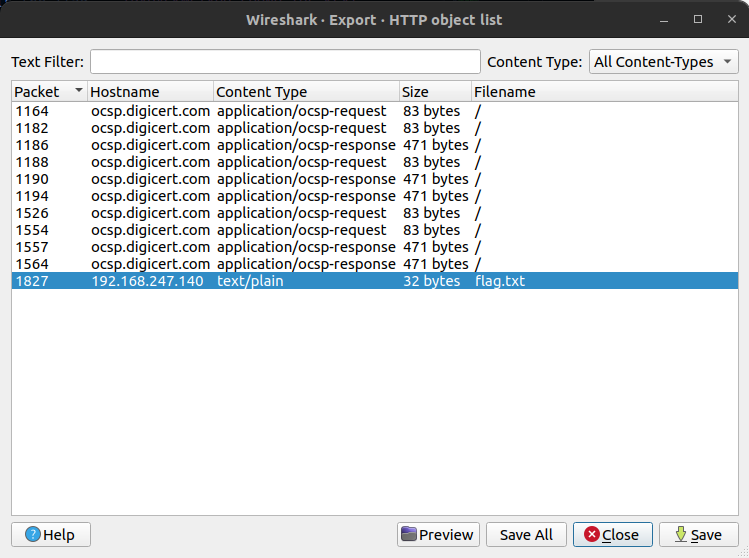 Wireshark · Export · HTTP object list
Text Filter: Content Type: All Content-Types
Packet Hostname Content Type Size Filename
1164 ocsp.digicert.com application/ocsp-request 83 bytes /
1182 ocsp.digicert.com application/ocsp-request 83 bytes /
1186 ocsp.digicert.com application/ocsp-response 471 bytes /
1188 ocsp.digicert.com application/ocsp-request 83 bytes /
1190 ocsp.digicert.com application/ocsp-response 471 bytes /
1194 ocsp.digicert.com application/ocsp-response 471 bytes /
1526 ocsp.digicert.com application/ocsp-request 83 bytes /
1554 ocsp.digicert.com application/ocsp-request 83 bytes /
1557 ocsp.digicert.com application/ocsp-response 471 bytes /
1564 ocsp.digicert.com application/ocsp-response 471 bytes /
1827 192.168.247.140 text/plain 32 bytes flag.txt
Help Preview Save All Close Save